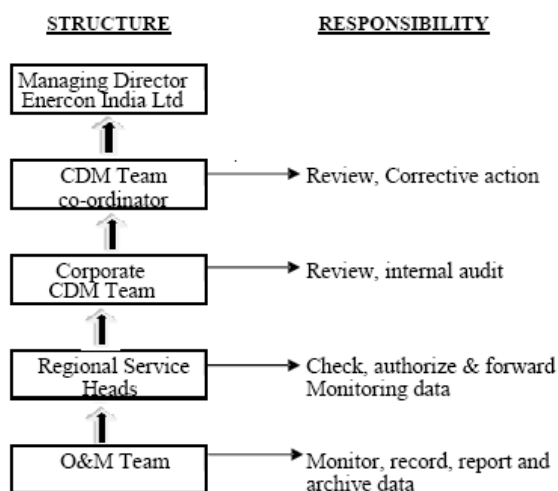 STRUCTURE
RESPONSIBILITY
Managing Director
Enercon India Ltd
CDM Team
co-ordinator
Review, Corrective action
Corporate
CDM Team
Review, internal audit
Regional Service
Heads
Check, authorize & forward
Monitoring data
O&M Team
Monitor, record, report and
archive data